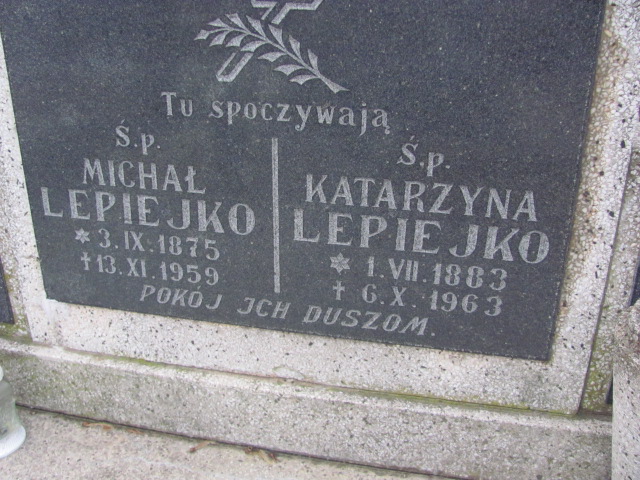 Tu spoczywają
Ś.p.
MICHAŁ
LEPIEJKO
* 3.IX.1875
† 13.XI.1959
Ś.p.
KATARZYNA
LEPIEJKO
* 1.VII.1883
† 6.X.1963
POKÓJ JCH DUSZOM.